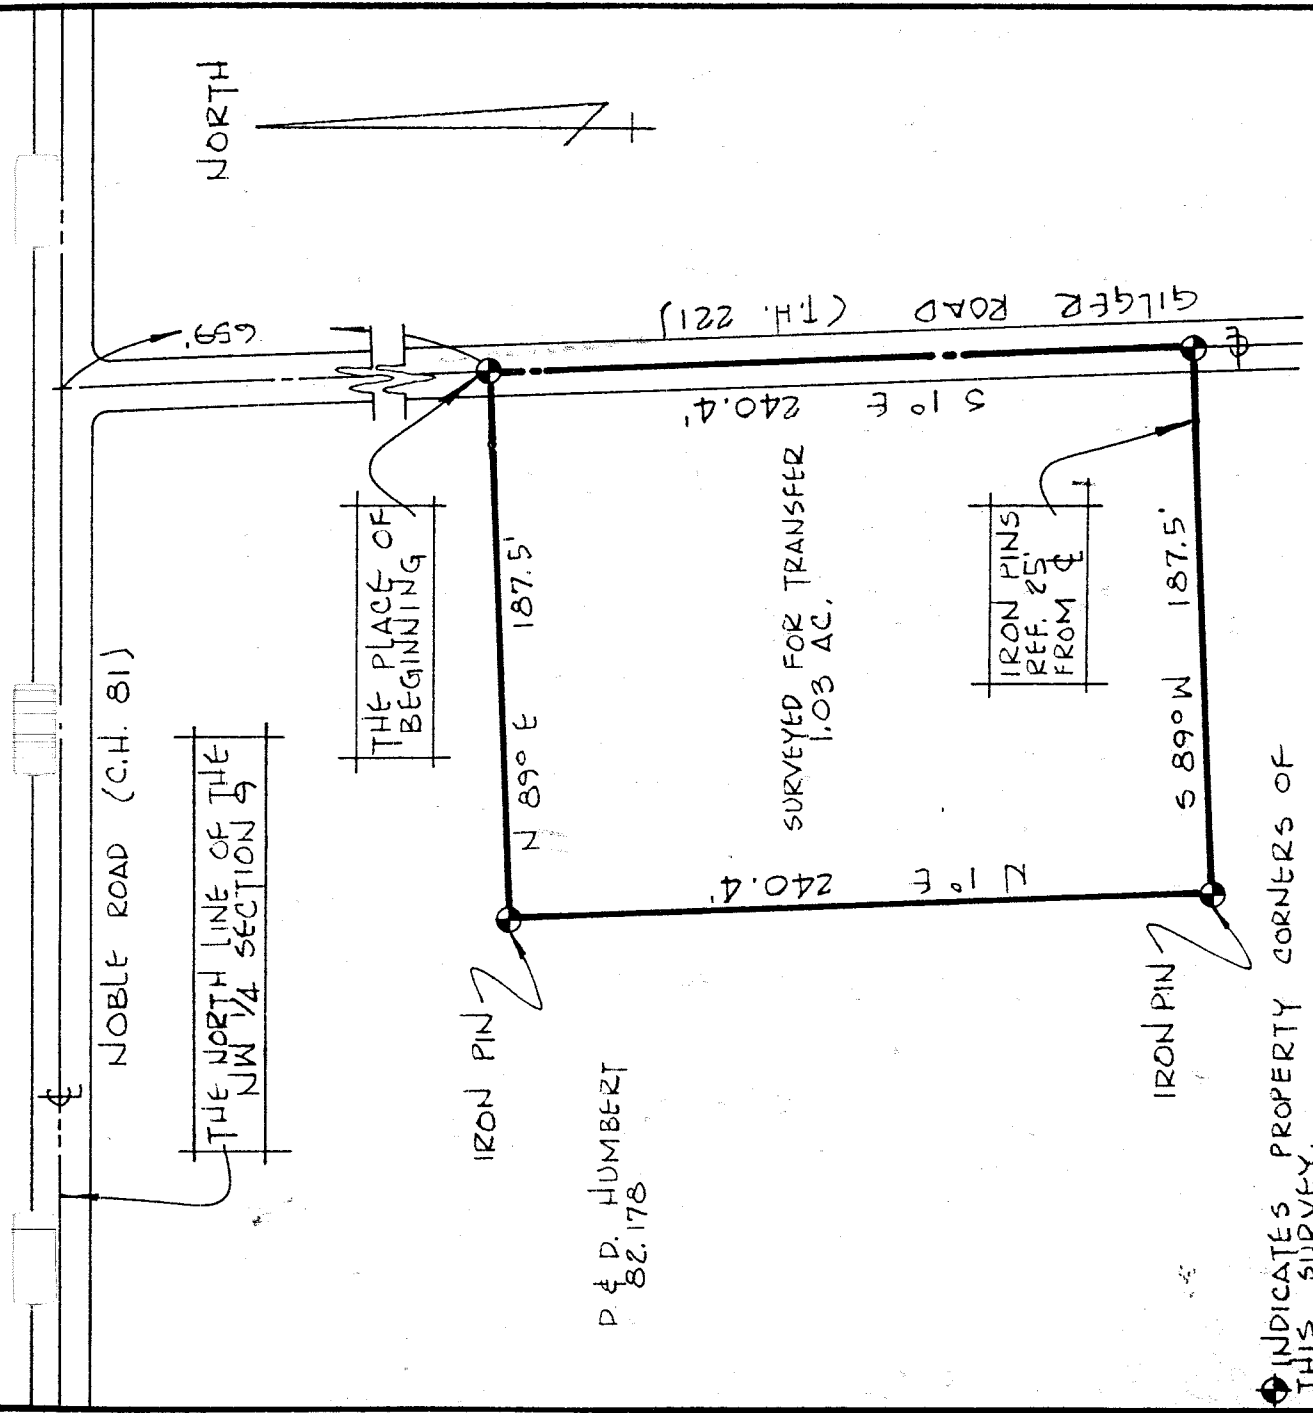 NORTH
NOBLE ROAD (C.H. 81)
THE NORTH LINE OF THE
NW 1/4 SECTION 9
659'
THE PLACE OF
BEGINNING
GILGER ROAD (T.H. 221)
S 1° E 240.4'
N 89° E 187.5'
SURVEYED FOR TRANSFER
1.03 AC.
IRON PINS
REF. 25'
FROM ℄
S 89° W 187.5'
N 1° E 240.4'
IRON PIN
IRON PIN
D. & D. HUMBERT
82.178
℄
℄
INDICATES PROPERTY CORNERS OF
THIS SURVEY.